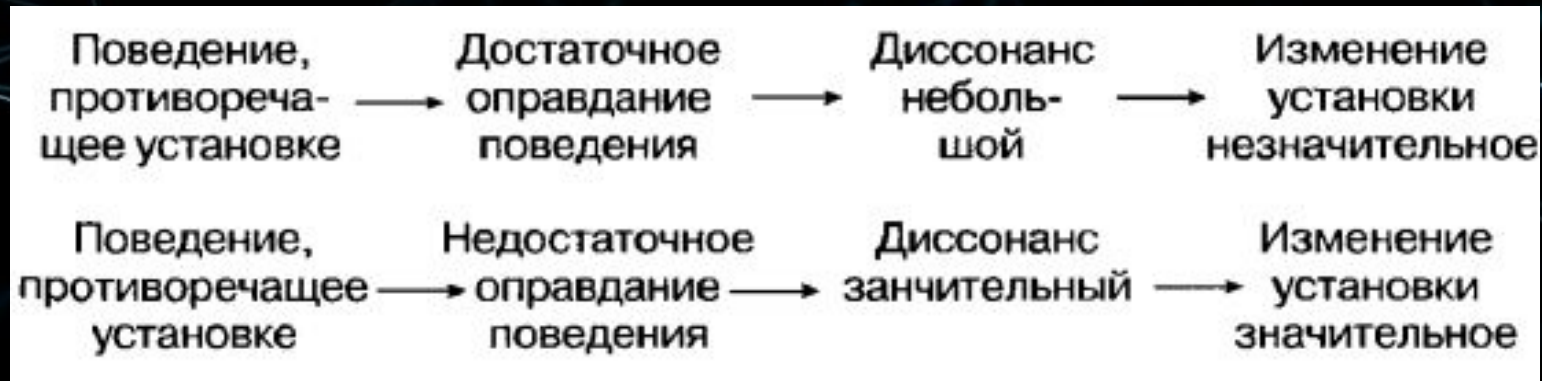 Поведение,
противореча-
щее установке
Достаточное
оправдание
поведения
Диссонанс
неболь-
шой
Изменение
установки
незначительное
Поведение,
противоречащее
установке
Недостаточное
оправдание
поведения
Диссонанс
занчительный
Изменение
установки
значительное